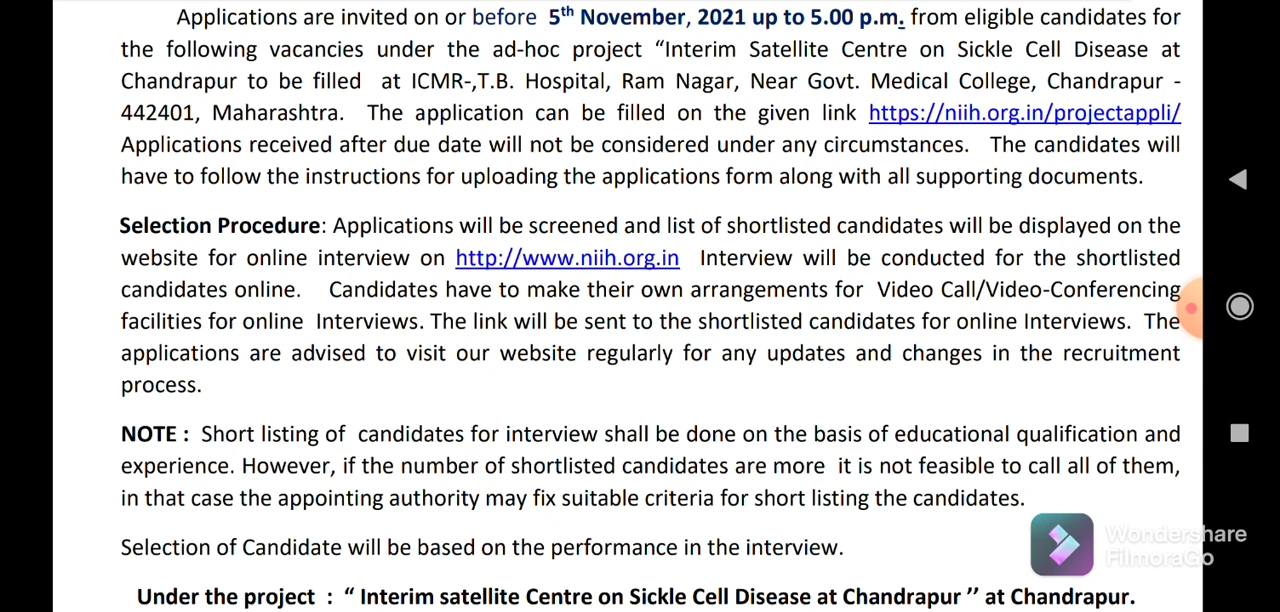 Applications are invited on or before 5th November, 2021 up to 5.00 p.m. from eligible candidates for
the following vacancies under the ad-hoc project “Interim Satellite Centre on Sickle Cell Disease at
Chandrapur to be filled at ICMR-,T.B. Hospital, Ram Nagar, Near Govt. Medical College, Chandrapur -
442401, Maharashtra. The application can be filled on the given link https://niih.org.in/projectappli/
Applications received after due date will not be considered under any circumstances. The candidates will
have to follow the instructions for uploading the applications form along with all supporting documents.
Selection Procedure: Applications will be screened and list of shortlisted candidates will be displayed on the
website for online interview on http://www.niih.org.in Interview will be conducted for the shortlisted
candidates online. Candidates have to make their own arrangements for Video Call/Video-Conferencing
facilities for online Interviews. The link will be sent to the shortlisted candidates for online Interviews. The
applications are advised to visit our website regularly for any updates and changes in the recruitment
process.
NOTE : Short listing of candidates for interview shall be done on the basis of educational qualification and
experience. However, if the number of shortlisted candidates are more it is not feasible to call all of them,
in that case the appointing authority may fix suitable criteria for short listing the candidates.
Selection of Candidate will be based on the performance in the interview.
Under the project : “ Interim satellite Centre on Sickle Cell Disease at Chandrapur ” at Chandrapur.
Wondershare
FilmoraGo